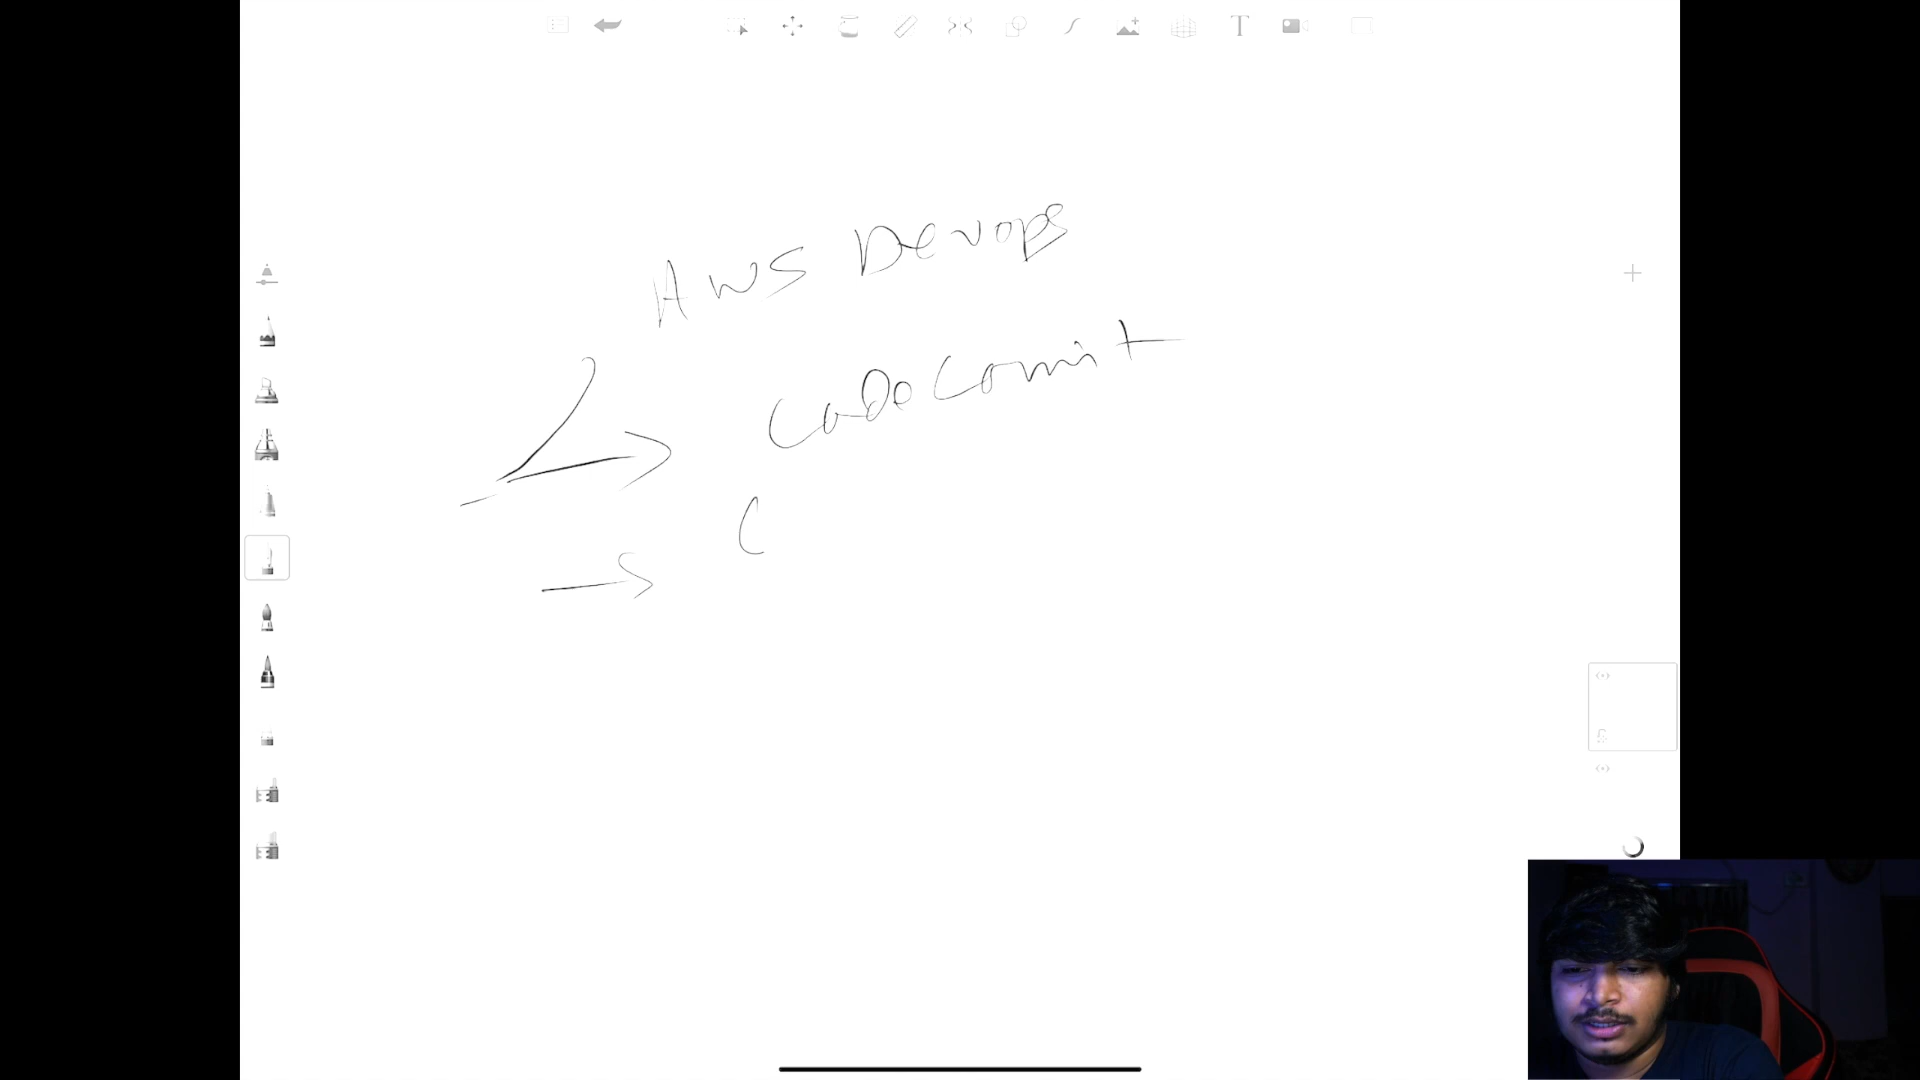 AWS Devops
→ CodeCommit
→ C